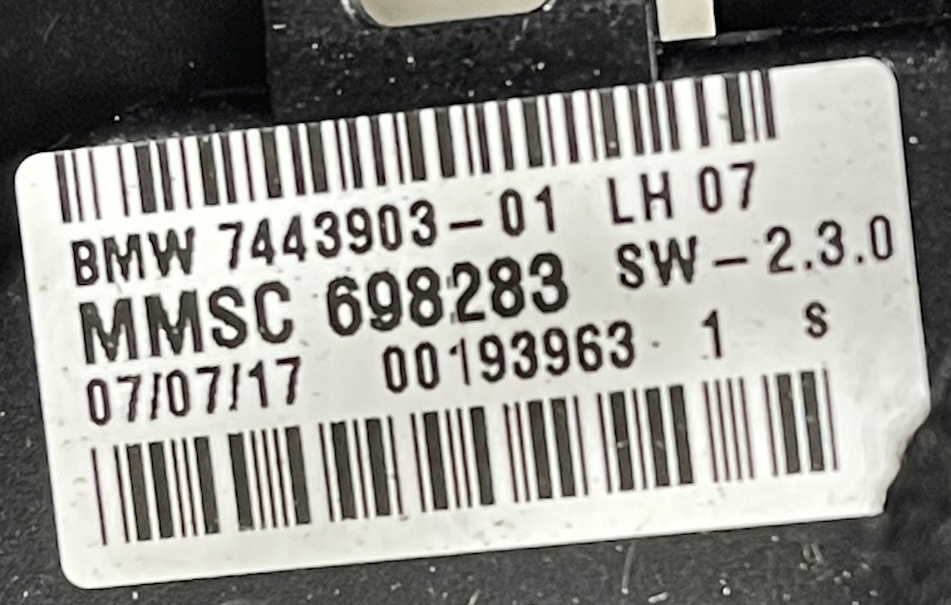 BMW 7443903-01 LH 07
MMSC 698283 SW-2.3.0
07/07/17 00193963 1 s